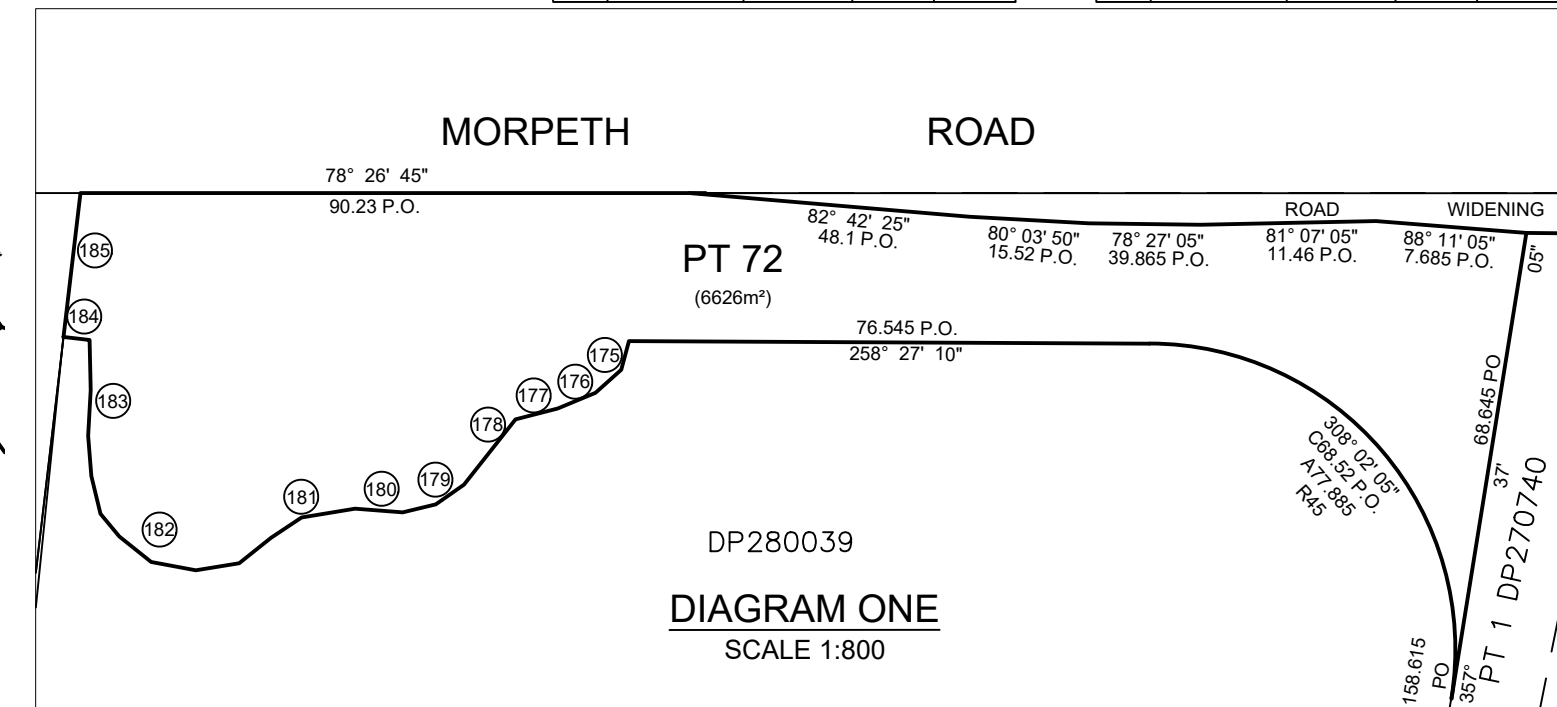 MORPETH ROAD
78° 26' 45"
90.23 P.O.
ROAD WIDENING
82° 42' 25"
48.1 P.O.
80° 03' 50"
15.52 P.O.
78° 27' 05"
39.865 P.O.
81° 07' 05"
11.46 P.O.
88° 11' 05"
7.685 P.O.
185
PT 72
(6626m²)
184
76.545 P.O.
258° 27' 10"
175
176
177
178
183
179
180
181
182
308° 02' 05"
C68.52 P.O.
A77.885
R45
68.645 PO
357° 37' 05"
158.615
PO
PT 1 DP270740
DP280039
DIAGRAM ONE
SCALE 1:800